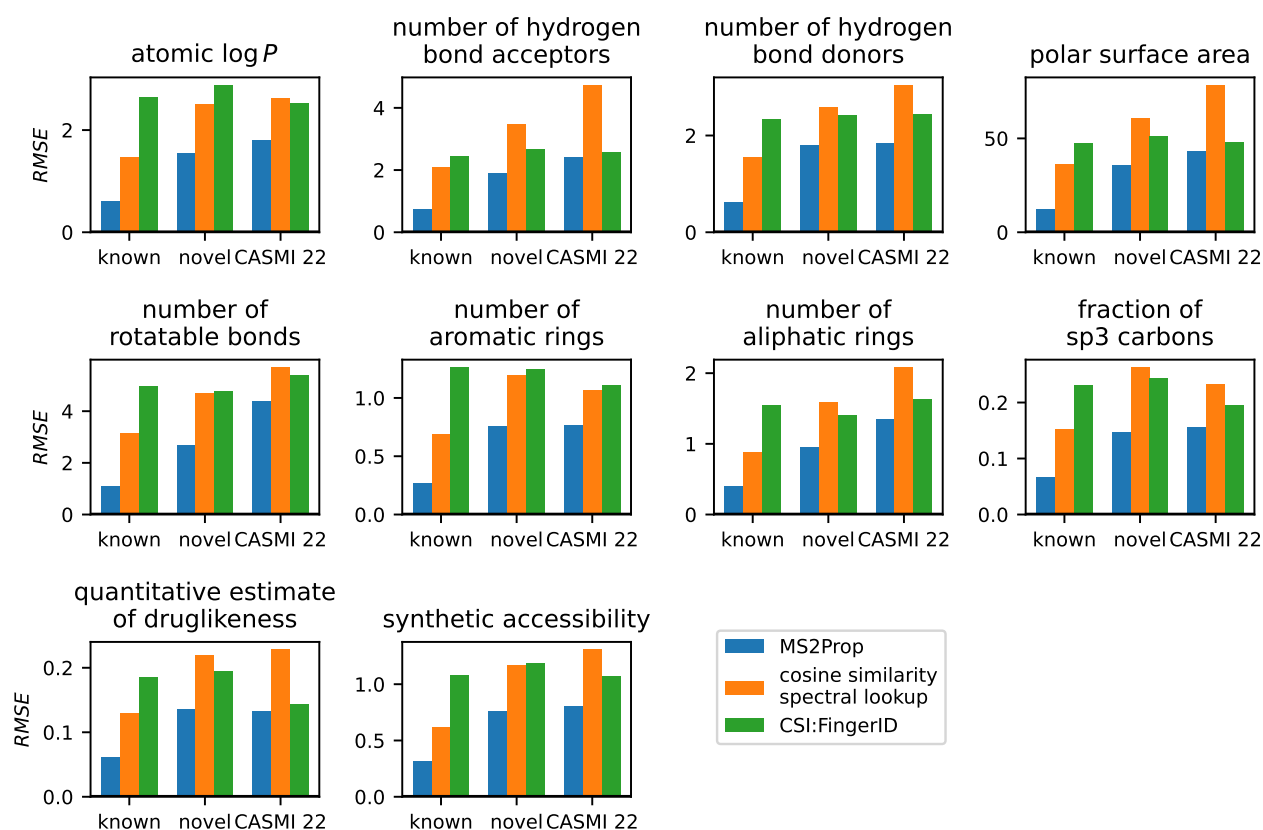 atomic log P
RMSE
2
0
known novel CASMI 22
number of hydrogen
bond acceptors
4
2
0
known novel CASMI 22
number of hydrogen
bond donors
2
0
known novel CASMI 22
polar surface area
50
0
known novel CASMI 22
number of
rotatable bonds
RMSE
4
2
0
known novel CASMI 22
number of
aromatic rings
1.0
0.5
0.0
known novel CASMI 22
number of
aliphatic rings
2
1
0
known novel CASMI 22
fraction of
sp3 carbons
0.2
0.1
0.0
known novel CASMI 22
quantitative estimate
of druglikeness
RMSE
0.2
0.1
0.0
known novel CASMI 22
synthetic accessibility
1.0
0.5
0.0
known novel CASMI 22
MS2Prop
cosine similarity
spectral lookup
CSI:FingerID